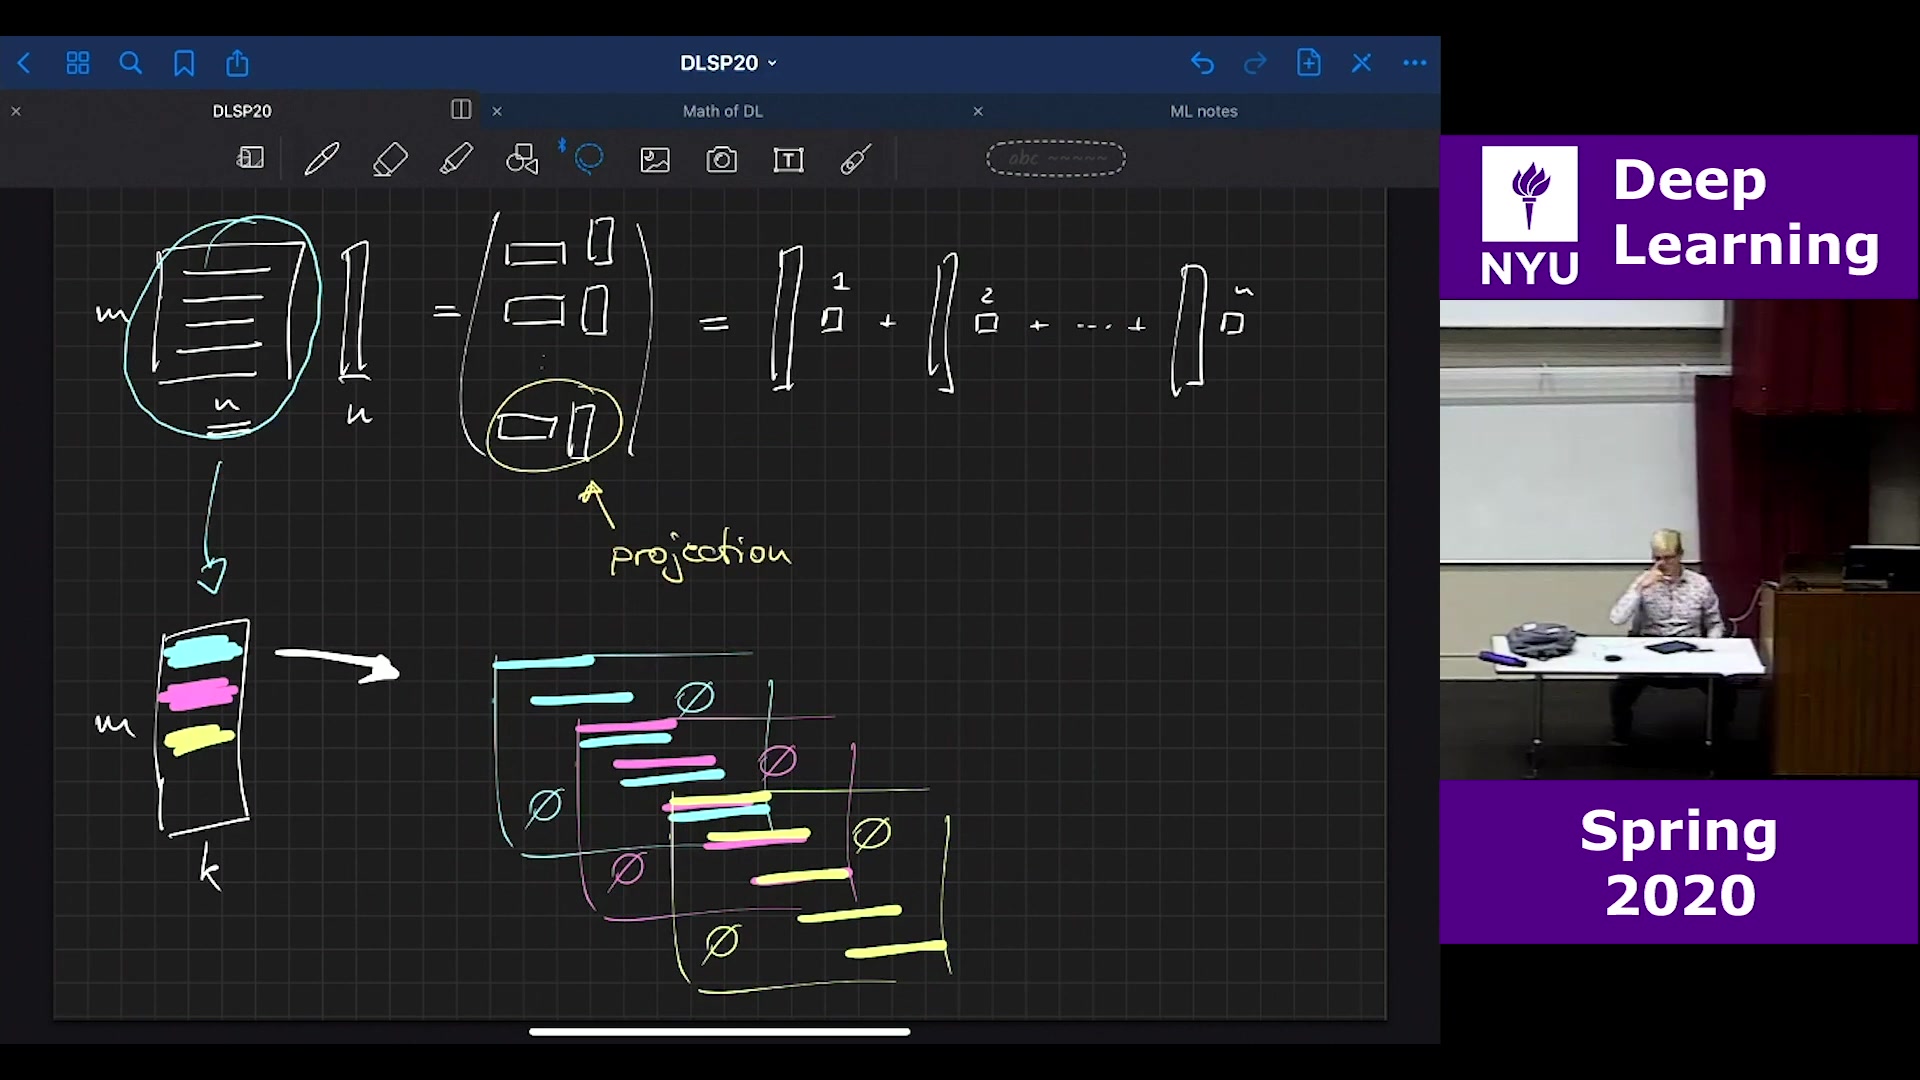 DLSP20
DLSP20
Math of DL
ML notes
T
abc ~~~~~
m
n
n
=
=
1
+
2
+ ... +
n
projection
m
k
Ø
Ø
Ø
Ø
Ø
Ø
NYU
Deep
Learning
Spring
2020